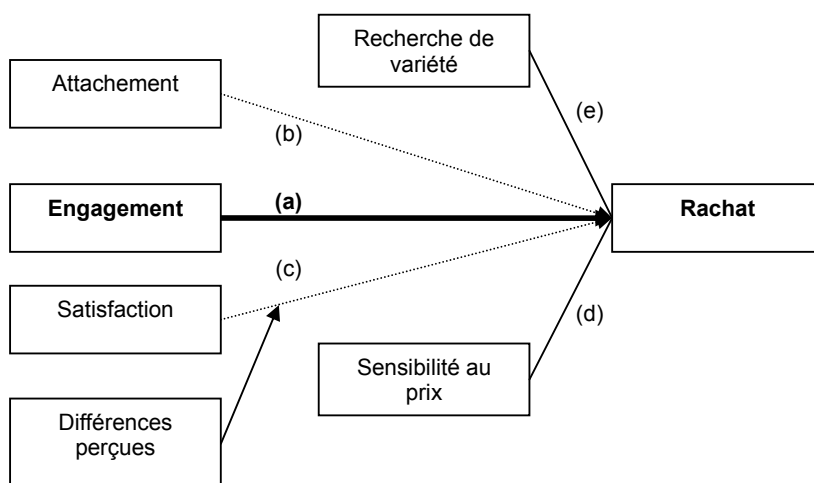 Recherche de
variété
Attachement
(e)
(b)
Engagement
(a)
Rachat
(c)
Satisfaction
(d)
Sensibilité au
prix
Différences
perçues